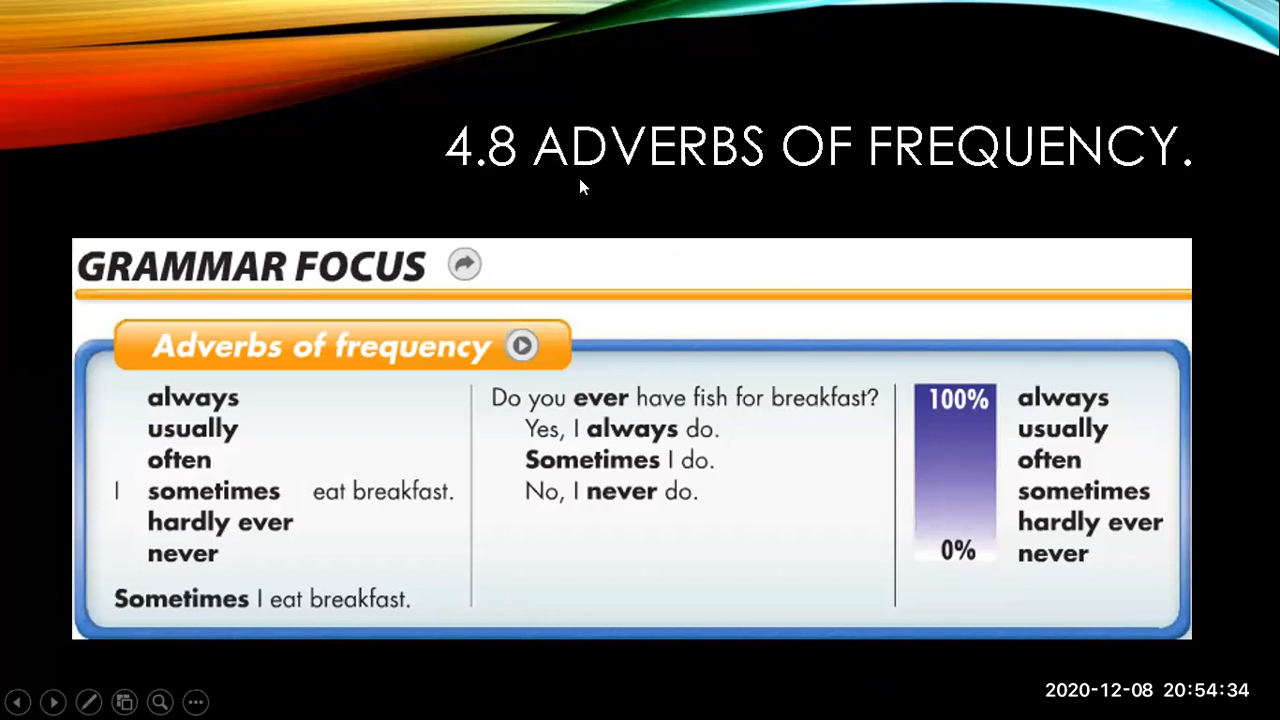 4.8 ADVERBS OF FREQUENCY.
GRAMMAR FOCUS
Adverbs of frequency
always
usually
often
I sometimes eat breakfast.
hardly ever
never
Sometimes I eat breakfast.
Do you ever have fish for breakfast?
Yes, I always do.
Sometimes I do.
No, I never do.
100% always
usually
often
sometimes
hardly ever
0% never
2020-12-08 20:54:34